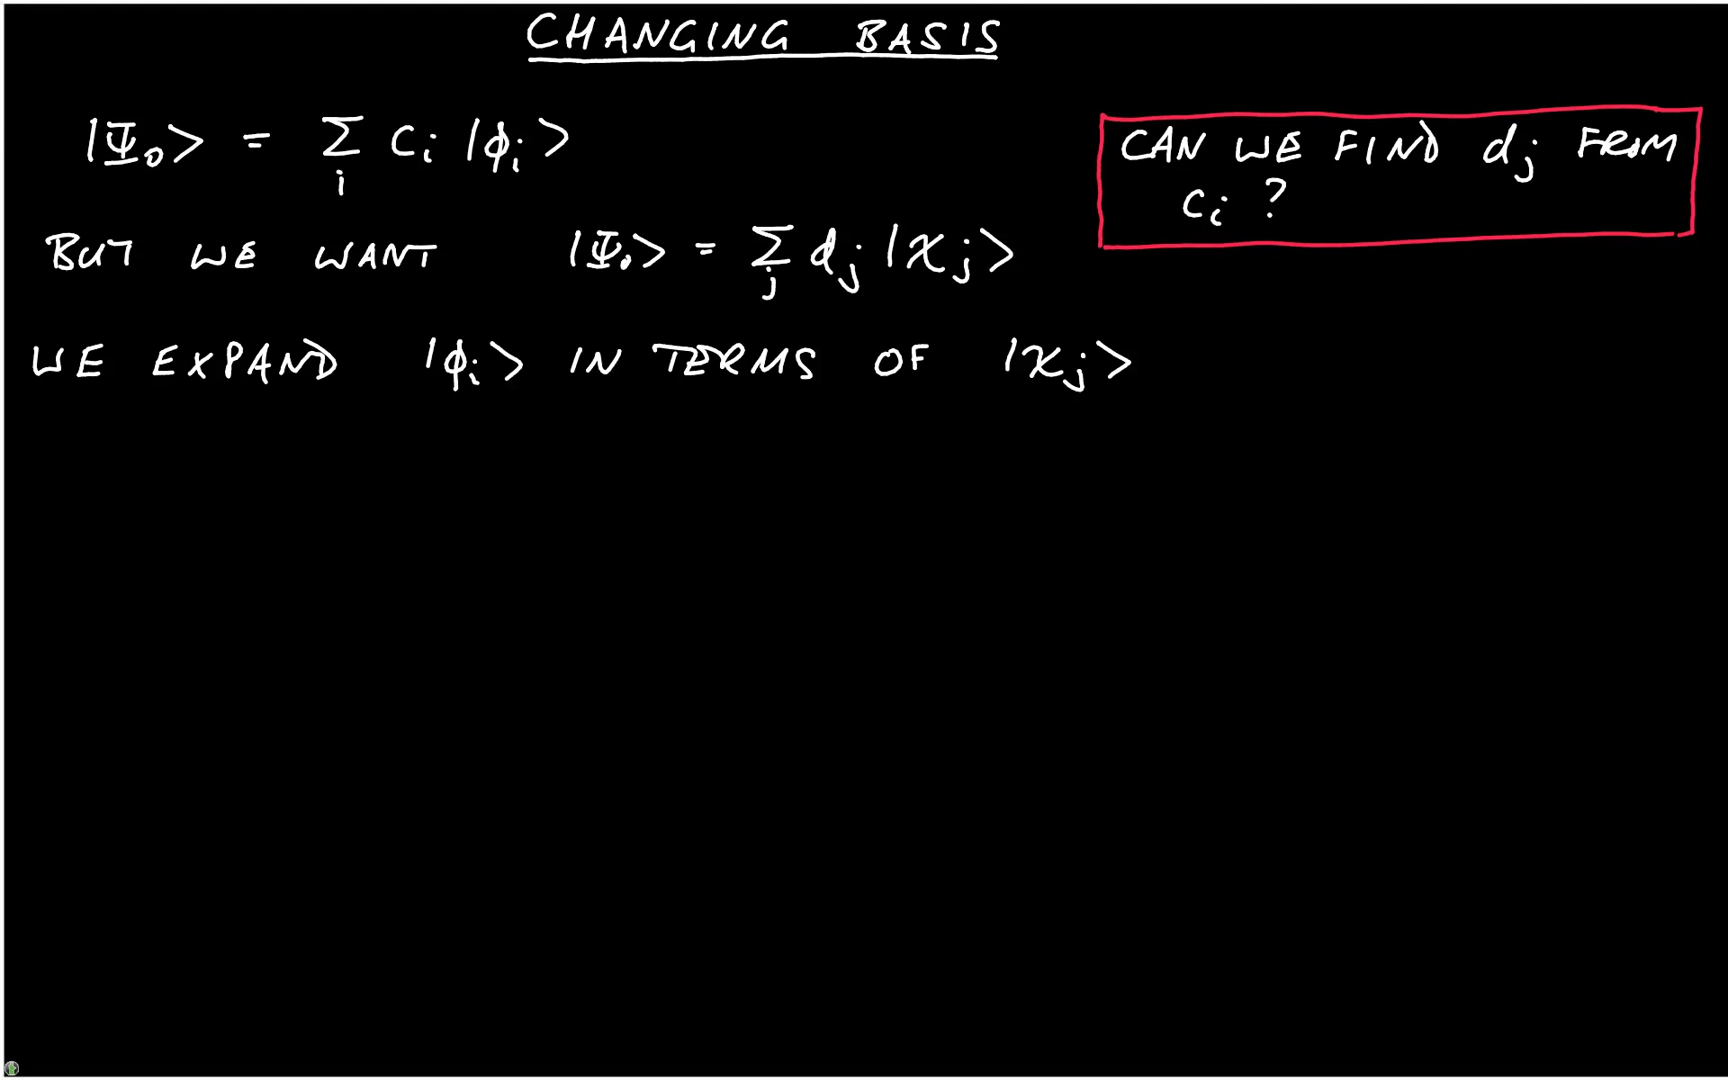 CHANGING BASIS
|Ψ₀> = Σᵢ cᵢ |ϕᵢ>
CAN WE FIND dⱼ FROM
cᵢ ?
BUT WE WANT |Ψ₀> = Σⱼ dⱼ |χⱼ>
WE EXPAND |ϕᵢ> IN TERMS OF |χⱼ>